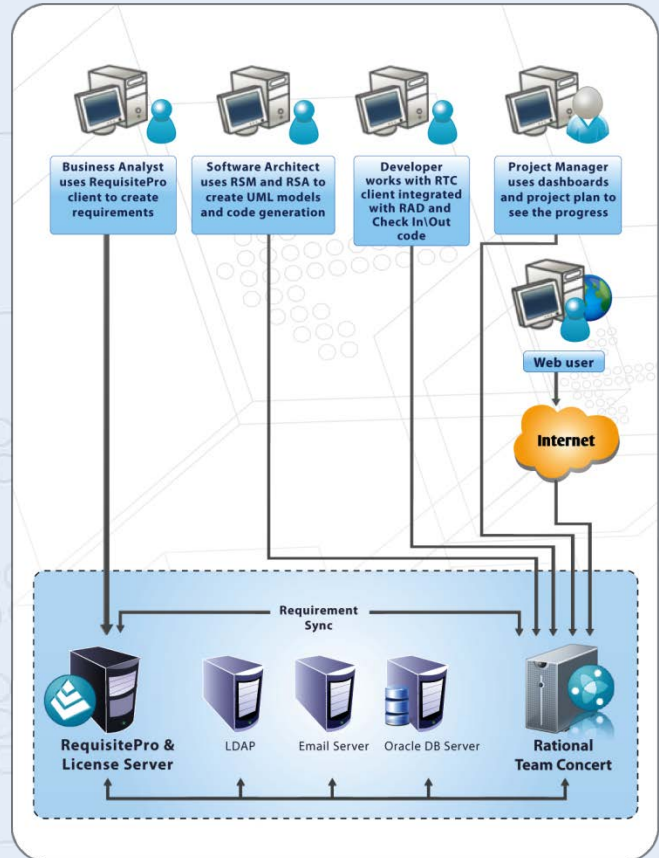 Business Analyst
uses RequisitePro
client to create
requirements
Software Architect
uses RSM and RSA to
create UML models
and code generation
Developer
works with RTC
client integrated
with RAD and
Check In\Out
code
Project Manager
uses dashboards
and project plan to
see the progress
Web user
Internet
Requirement
Sync
RequisitePro &
License Server
LDAP
Email Server
Oracle DB Server
Rational
Team Concert